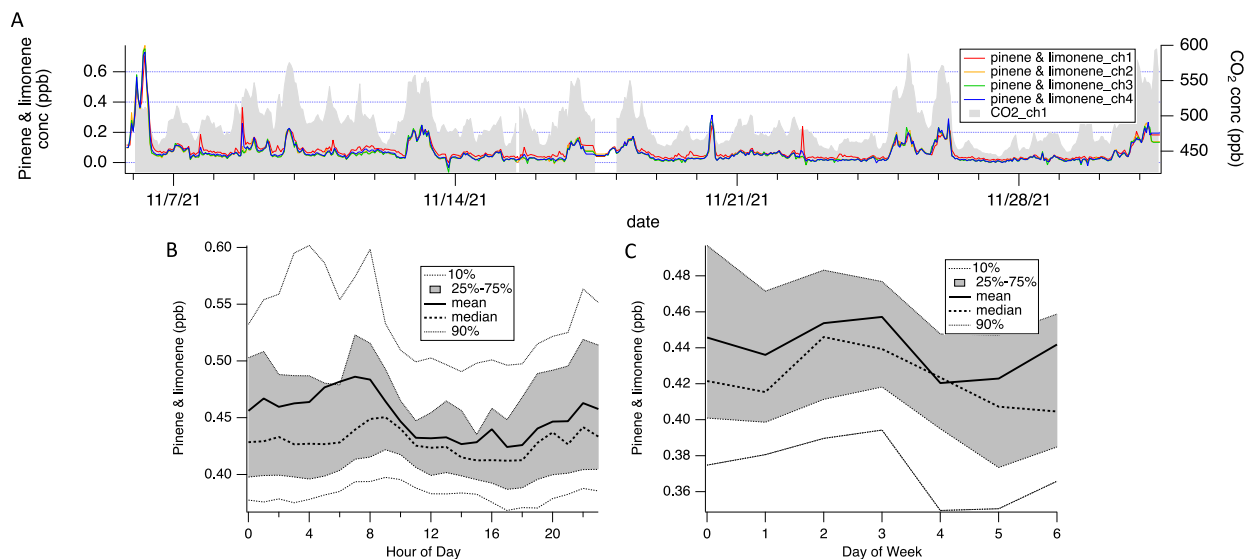 A
Pinene & limonene
conc (ppb)
0.6
0.4
0.2
0.0
pinene & limonene_ch1
pinene & limonene_ch2
pinene & limonene_ch3
pinene & limonene_ch4
CO2_ch1
600
550
500
450
CO2 conc (ppb)
11/7/21
11/14/21
11/21/21
11/28/21
date
B
Pinene & limonene (ppb)
0.60
0.55
0.50
0.45
0.40
10%
25%-75%
mean
median
90%
0
4
8
12
16
20
Hour of Day
C
Pinene & limonene (ppb)
0.48
0.46
0.44
0.42
0.40
0.38
0.36
10%
25%-75%
mean
median
90%
0
1
2
3
4
5
6
Day of Week